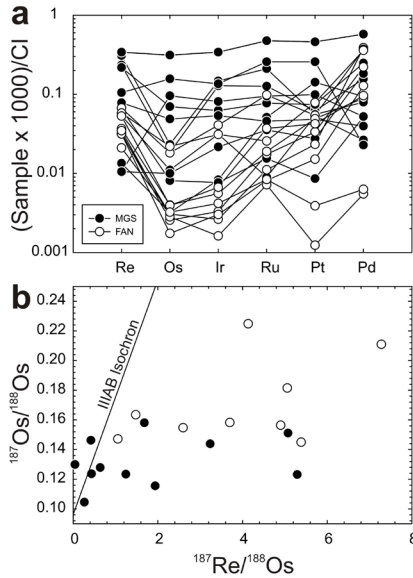 a
(Sample x 1000)/CI
1
0.1
0.01
0.001
MGS
FAN
Re Os Ir Ru Pt Pd
b
¹⁸⁷Os/¹⁸⁸Os
0.24
0.22
0.20
0.18
0.16
0.14
0.12
0.10
IIIAB Isochron
0 2 4 6 8
¹⁸⁷Re/¹⁸⁸Os